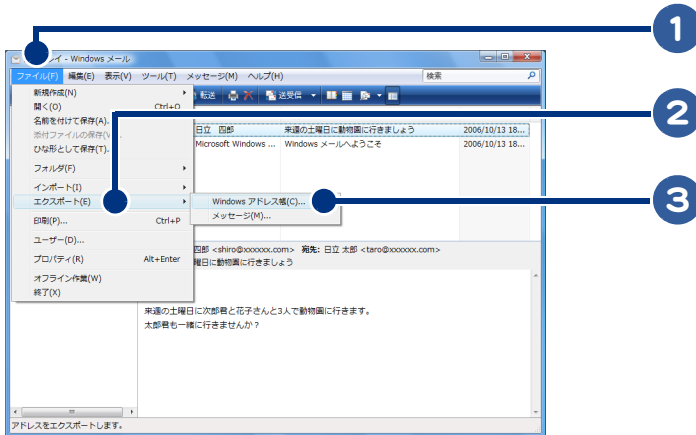 1
トレイ - Windows メール
ファイル(F) 編集(E) 表示(V) ツール(T) メッセージ(M) ヘルプ(H)
検索
新規作成(N)
転送 送受信
開く(O) Ctrl+O
名前を付けて保存(A)...
2
添付ファイルの保存(V)...
日立 四郎 来週の土曜日に動物園に行きましょう 2006/10/13 18...
ひな形として保存(T)...
Microsoft Windows ... Windows メールへようこそ 2006/10/13 18...
フォルダ(F)
インポート(I)
エクスポート(E)
Windows アドレス帳(C)...
3
メッセージ(M)...
印刷(P)... Ctrl+P
ユーザー(D)...
四郎 <shiro@xxxxxx.com> 宛先: 日立 太郎 <taro@xxxxxx.com>
プロパティ(R) Alt+Enter
曜日に動物園に行きましょう
オフライン作業(W)
終了(X)
来週の土曜日に次郎君と花子さんと3人で動物園に行きます。
太郎君も一緒に行きませんか？
アドレスをエクスポートします。